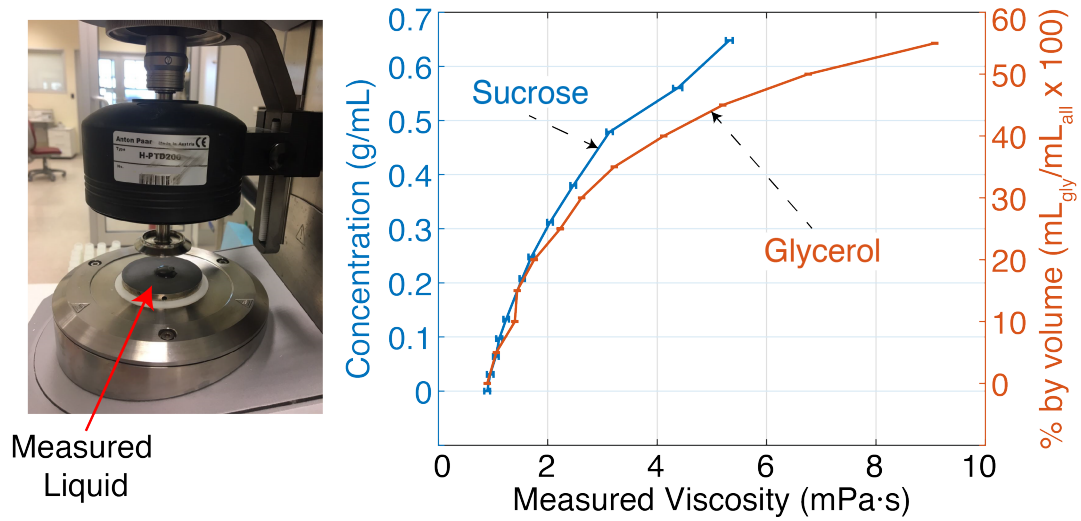 Anton Paar
Type
H-PTD200
No.
Measured
Liquid
Concentration (g/mL)
0.7
0.6
0.5
0.4
0.3
0.2
0.1
0
Sucrose
Glycerol
0 2 4 6 8 10
Measured Viscosity (mPa·s)
60
50
40
30
20
10
0
% by volume (mL_gly/mL_all x 100)